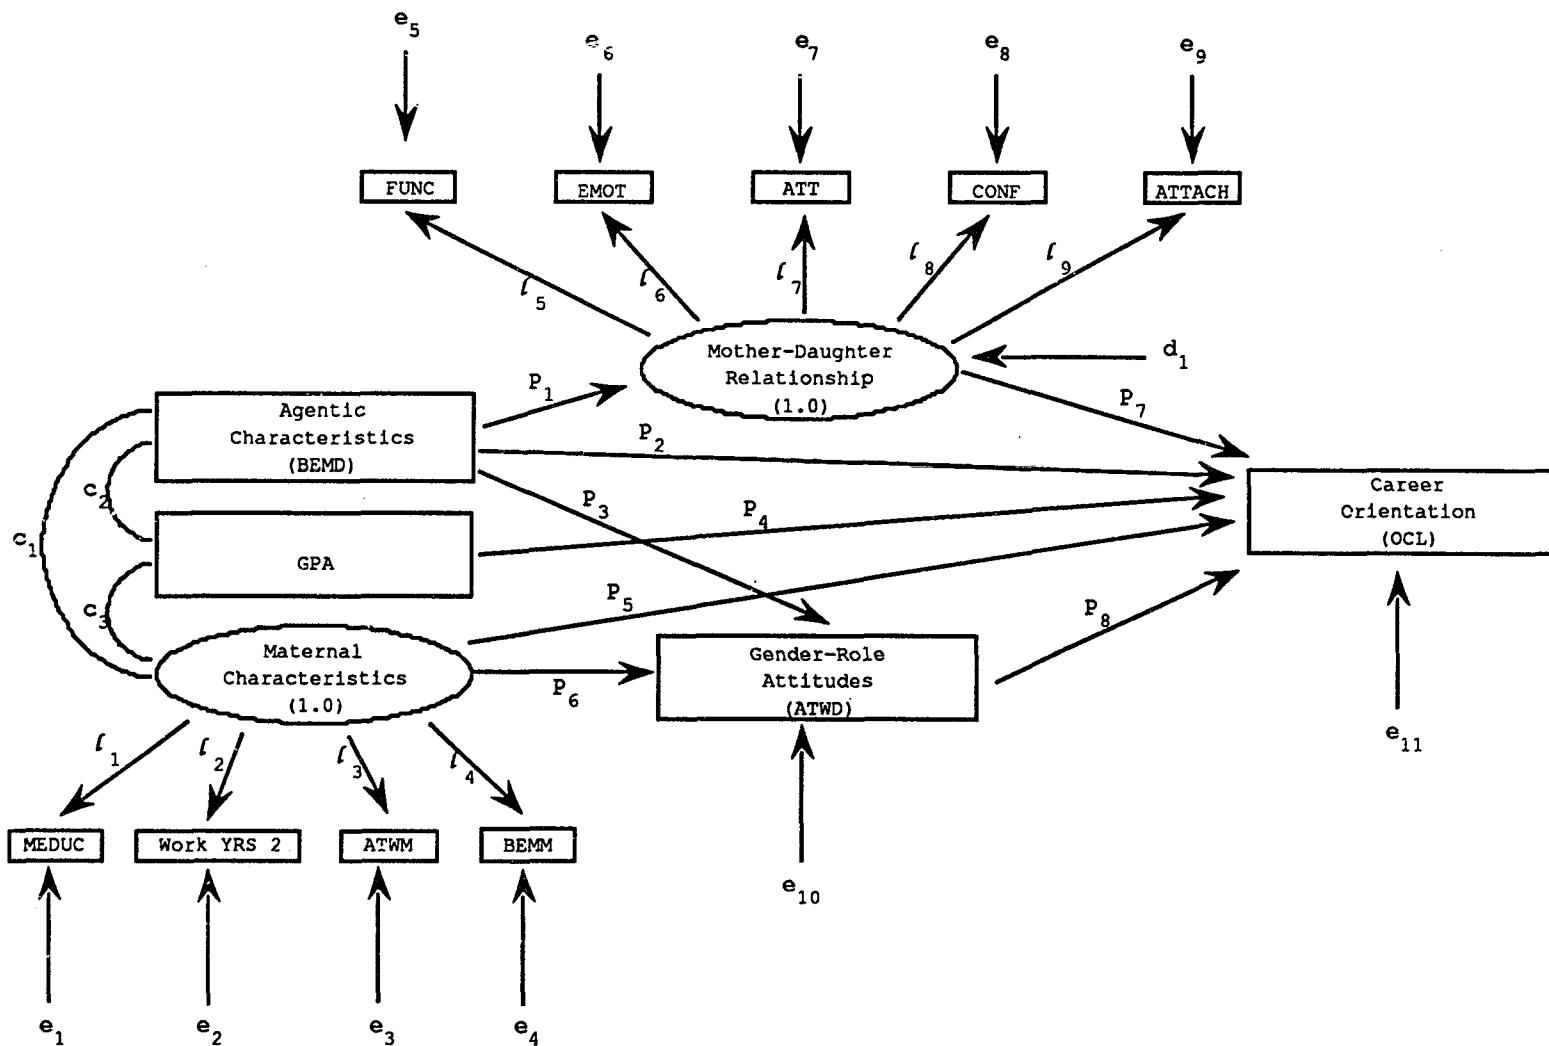 e5
e6
e7
e8
e9
FUNC
EMOT
ATT
CONF
ATTACH
l5
l6
l7
l8
l9
Mother-Daughter
Relationship
(1.0)
d1
P1
P7
Agentic
Characteristics
(BEMD)
P2
c2
P3
P4
Career
Orientation
(OCL)
c1
GPA
c3
P5
P8
Maternal
Characteristics
(1.0)
P6
Gender-Role
Attitudes
(ATWD)
e11
l1
l2
l3
l4
MEDUC
Work YRS 2
ATWM
BEMM
e10
e1
e2
e3
e4